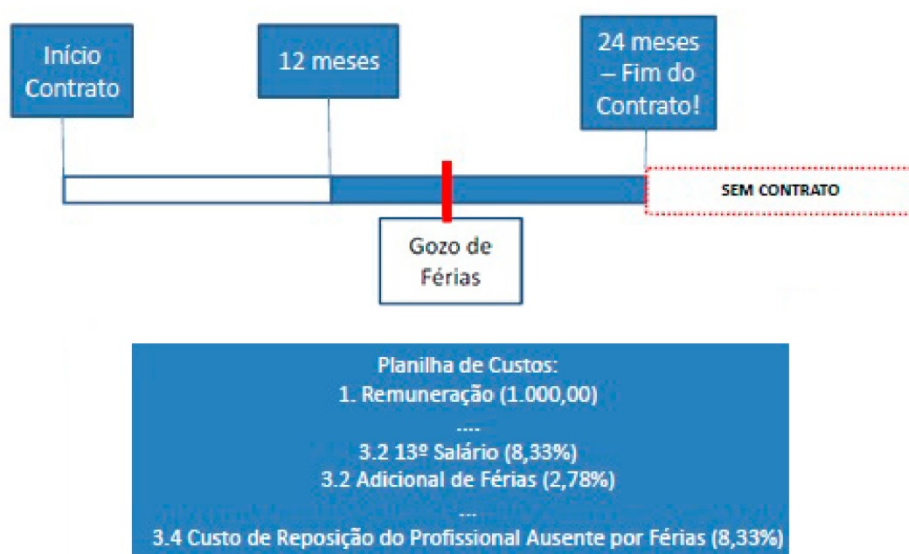 Início
Contrato
12 meses
24 meses
– Fim do
Contrato!
SEM CONTRATO
Gozo de
Férias
Planilha de Custos:
1. Remuneração (1.000,00)
....
3.2 13º Salário (8,33%)
3.2 Adicional de Férias (2,78%)
...
3.4 Custo de Reposição do Profissional Ausente por Férias (8,33%)